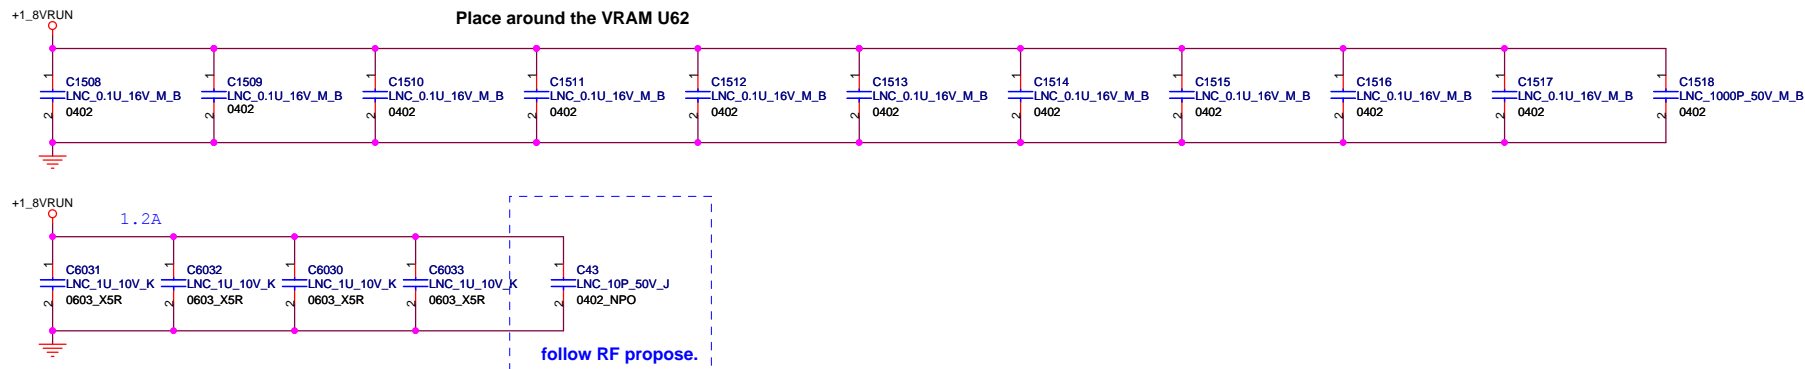 +1_8VRUN
Place around the VRAM U62
1
C1508
LNC_0.1U_16V_M_B
0402
2
1
C1509
LNC_0.1U_16V_M_B
0402
2
1
C1510
LNC_0.1U_16V_M_B
0402
2
1
C1511
LNC_0.1U_16V_M_B
0402
2
1
C1512
LNC_0.1U_16V_M_B
0402
2
1
C1513
LNC_0.1U_16V_M_B
0402
2
1
C1514
LNC_0.1U_16V_M_B
0402
2
1
C1515
LNC_0.1U_16V_M_B
0402
2
1
C1516
LNC_0.1U_16V_M_B
0402
2
1
C1517
LNC_0.1U_16V_M_B
0402
2
1
C1518
LNC_1000P_50V_M_B
0402
2
+1_8VRUN
1.2A
1
C6031
LNC_1U_10V_K
0603_X5R
2
1
C6032
LNC_1U_10V_K
0603_X5R
2
1
C6030
LNC_1U_10V_K
0603_X5R
2
1
C6033
LNC_1U_10V_K
0603_X5R
2
1
C43
LNC_10P_50V_J
0402_NPO
2
follow RF propose.